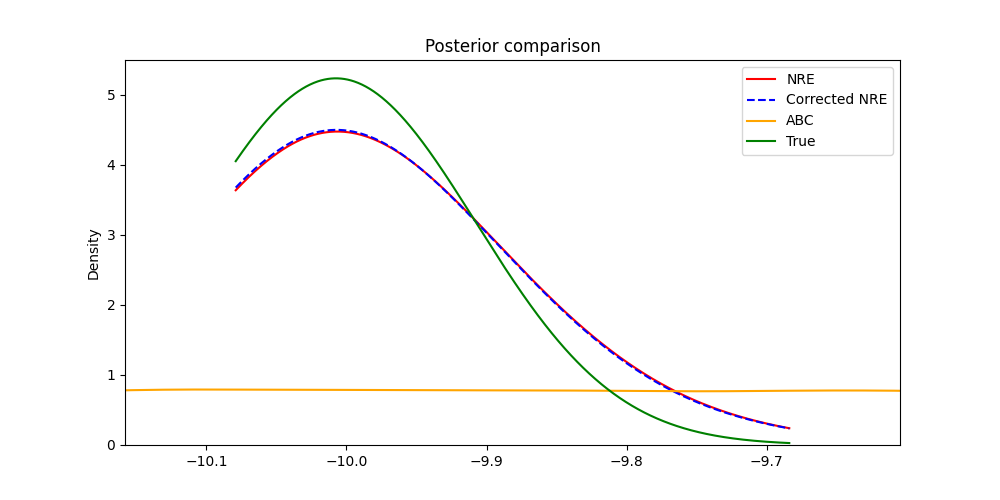 Posterior comparison
NRE
Corrected NRE
ABC
True
Density
5
4
3
2
1
0
−10.1
−10.0
−9.9
−9.8
−9.7